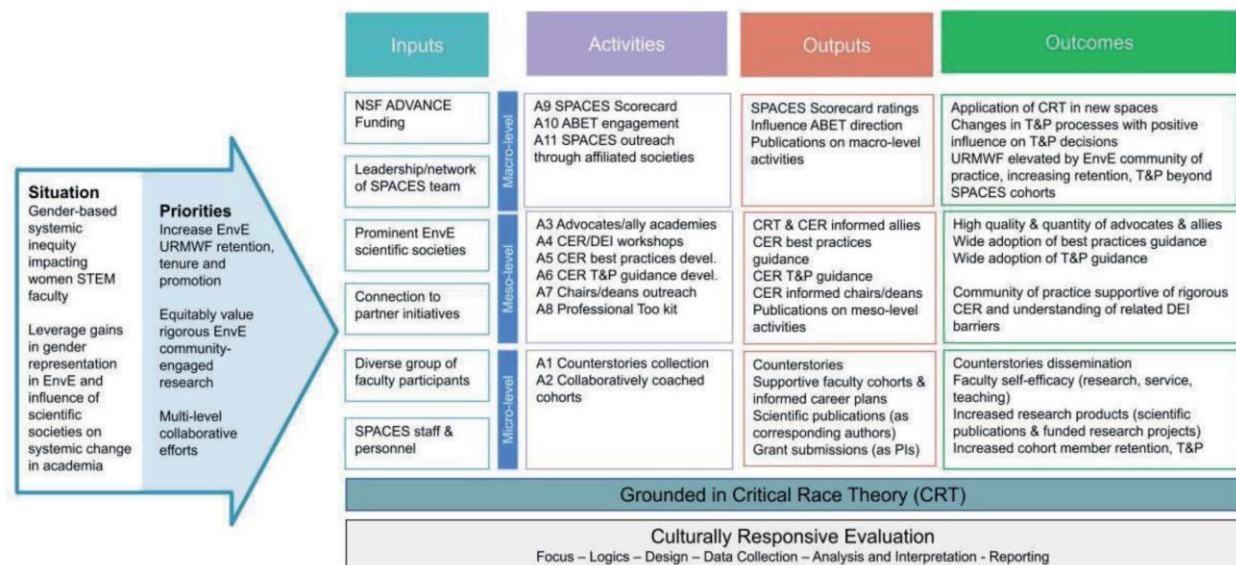 Inputs
Activities
Outputs
Outcomes
Situation
Gender-based
systemic
inequity
impacting
women STEM
faculty
Leverage gains
in gender
representation
in EnvE and
influence of
scientific
societies on
systemic change
in academia
Priorities
Increase EnvE
URMWF retention,
tenure and
promotion
Equitably value
rigorous EnvE
community-
engaged
research
Multi-level
collaborative
efforts
NSF ADVANCE
Funding
Leadership/network
of SPACES team
Prominent EnvE
scientific societies
Connection to
partner initiatives
Diverse group of
faculty participants
SPACES staff &
personnel
Macro-level
A9 SPACES Scorecard
A10 ABET engagement
A11 SPACES outreach
through affiliated societies
SPACES Scorecard ratings
Influence ABET direction
Publications on macro-level
activities
Application of CRT in new spaces
Changes in T&P processes with positive
influence on T&P decisions
URMWF elevated by EnvE community of
practice, increasing retention, T&P beyond
SPACES cohorts
Meso-level
A3 Advocates/ally academies
A4 CER/DEI workshops
A5 CER best practices devel.
A6 CER T&P guidance devel.
A7 Chairs/deans outreach
A8 Professional Too kit
CRT & CER informed allies
CER best practices
guidance
CER T&P guidance
CER informed chairs/deans
Publications on meso-level
activities
High quality & quantity of advocates & allies
Wide adoption of best practices guidance
Wide adoption of T&P guidance
Community of practice supportive of rigorous
CER and understanding of related DEI
barriers
Micro-level
A1 Counterstories collection
A2 Collaboratively coached
cohorts
Counterstories
Supportive faculty cohorts &
informed career plans
Scientific publications (as
corresponding authors)
Grant submissions (as PIs)
Counterstories dissemination
Faculty self-efficacy (research, service,
teaching)
Increased research products (scientific
publications & funded research projects)
Increased cohort member retention, T&P
Grounded in Critical Race Theory (CRT)
Culturally Responsive Evaluation
Focus – Logics – Design – Data Collection – Analysis and Interpretation - Reporting